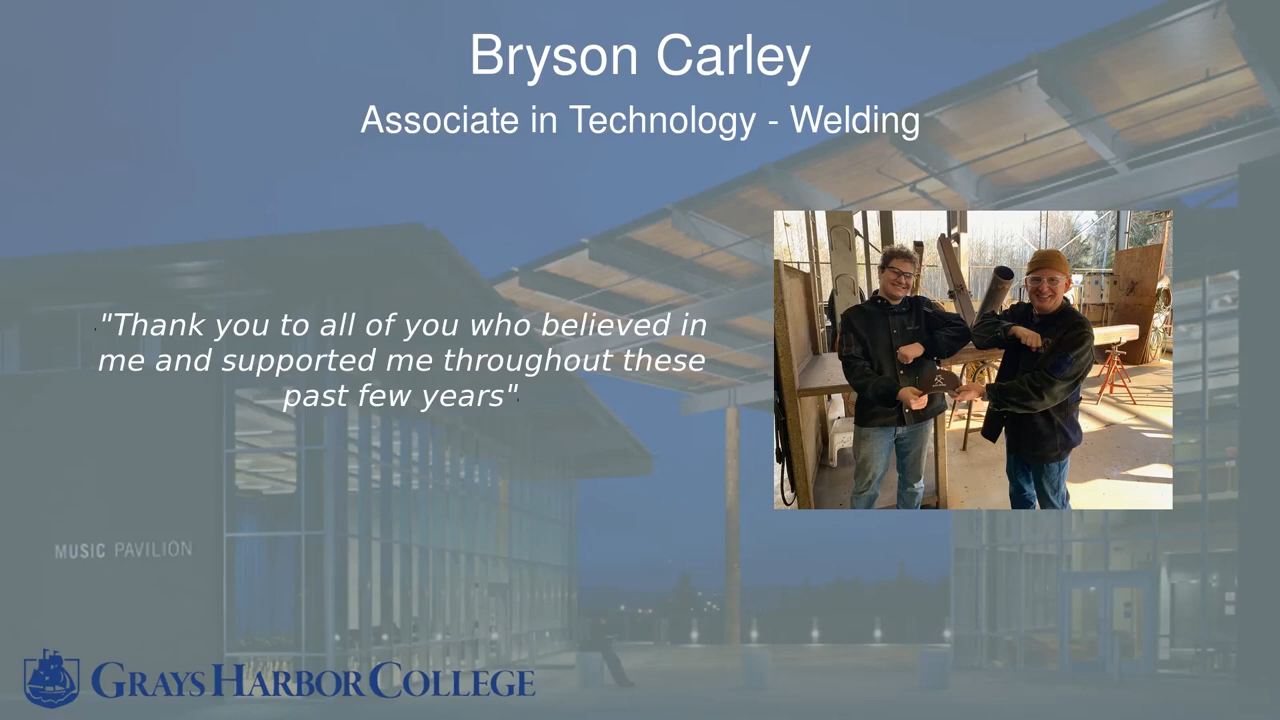 Bryson Carley
Associate in Technology - Welding
"Thank you to all of you who believed in
me and supported me throughout these
past few years"
MUSIC PAVILION
GRAYS HARBOR COLLEGE